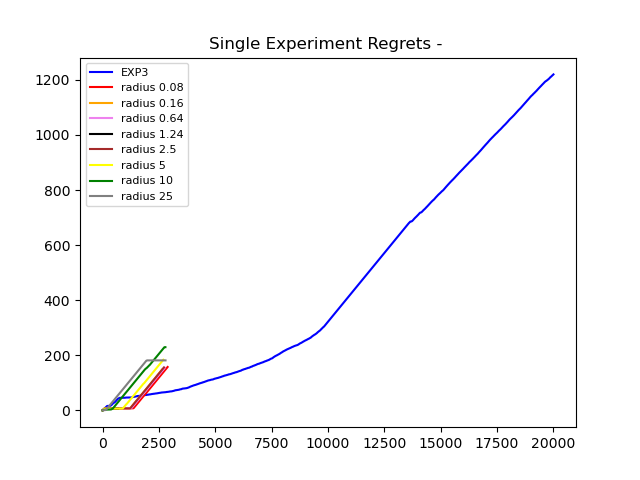 Single Experiment Regrets -
EXP3
radius 0.08
radius 0.16
radius 0.64
radius 1.24
radius 2.5
radius 5
radius 10
radius 25
1200
1000
800
600
400
200
0
0 2500 5000 7500 10000 12500 15000 17500 20000